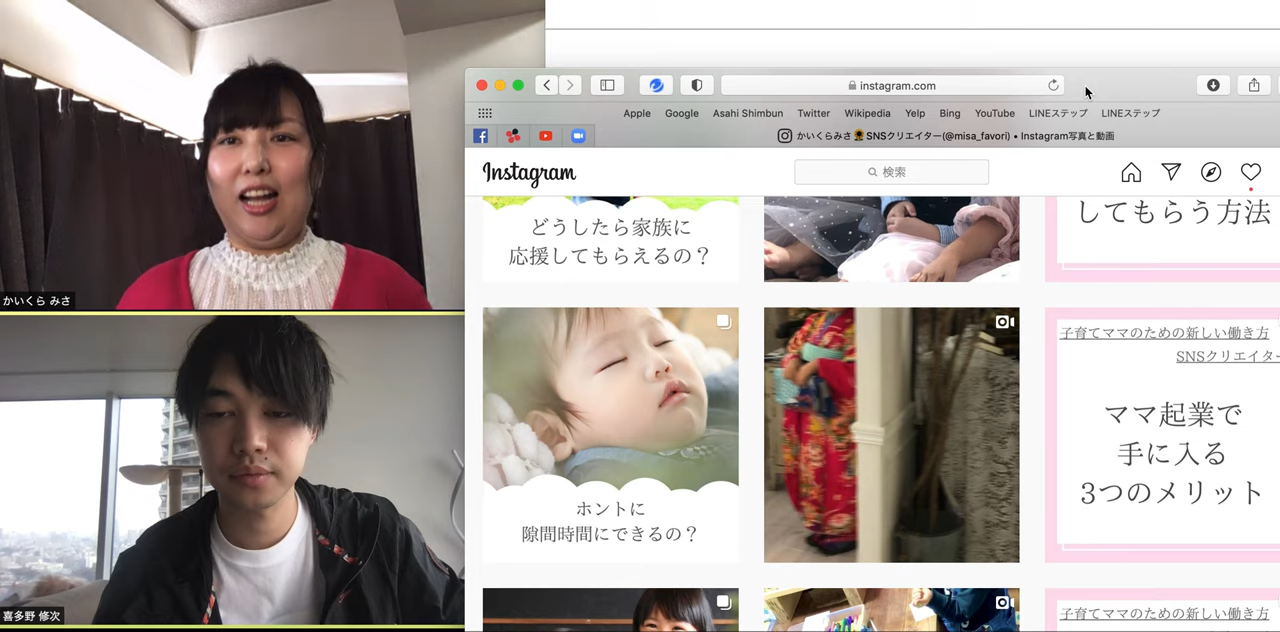 かいくら みさ
喜多野 修次
instagram.com
Apple Google Asahi Shimbun Twitter Wikipedia Yelp Bing YouTube LINEステップ LINEステップ
かいくらみさ🌻SNSクリエイター(@misa_favori) • Instagram写真と動画
Instagram
検索
どうしたら家族に
応援してもらえるの？
してもらう方法
ホントに
隙間時間にできるの？
子育てママのための新しい働き方
SNSクリエイター
ママ起業で
手に入る
3つのメリット
子育てママのための新しい働き方